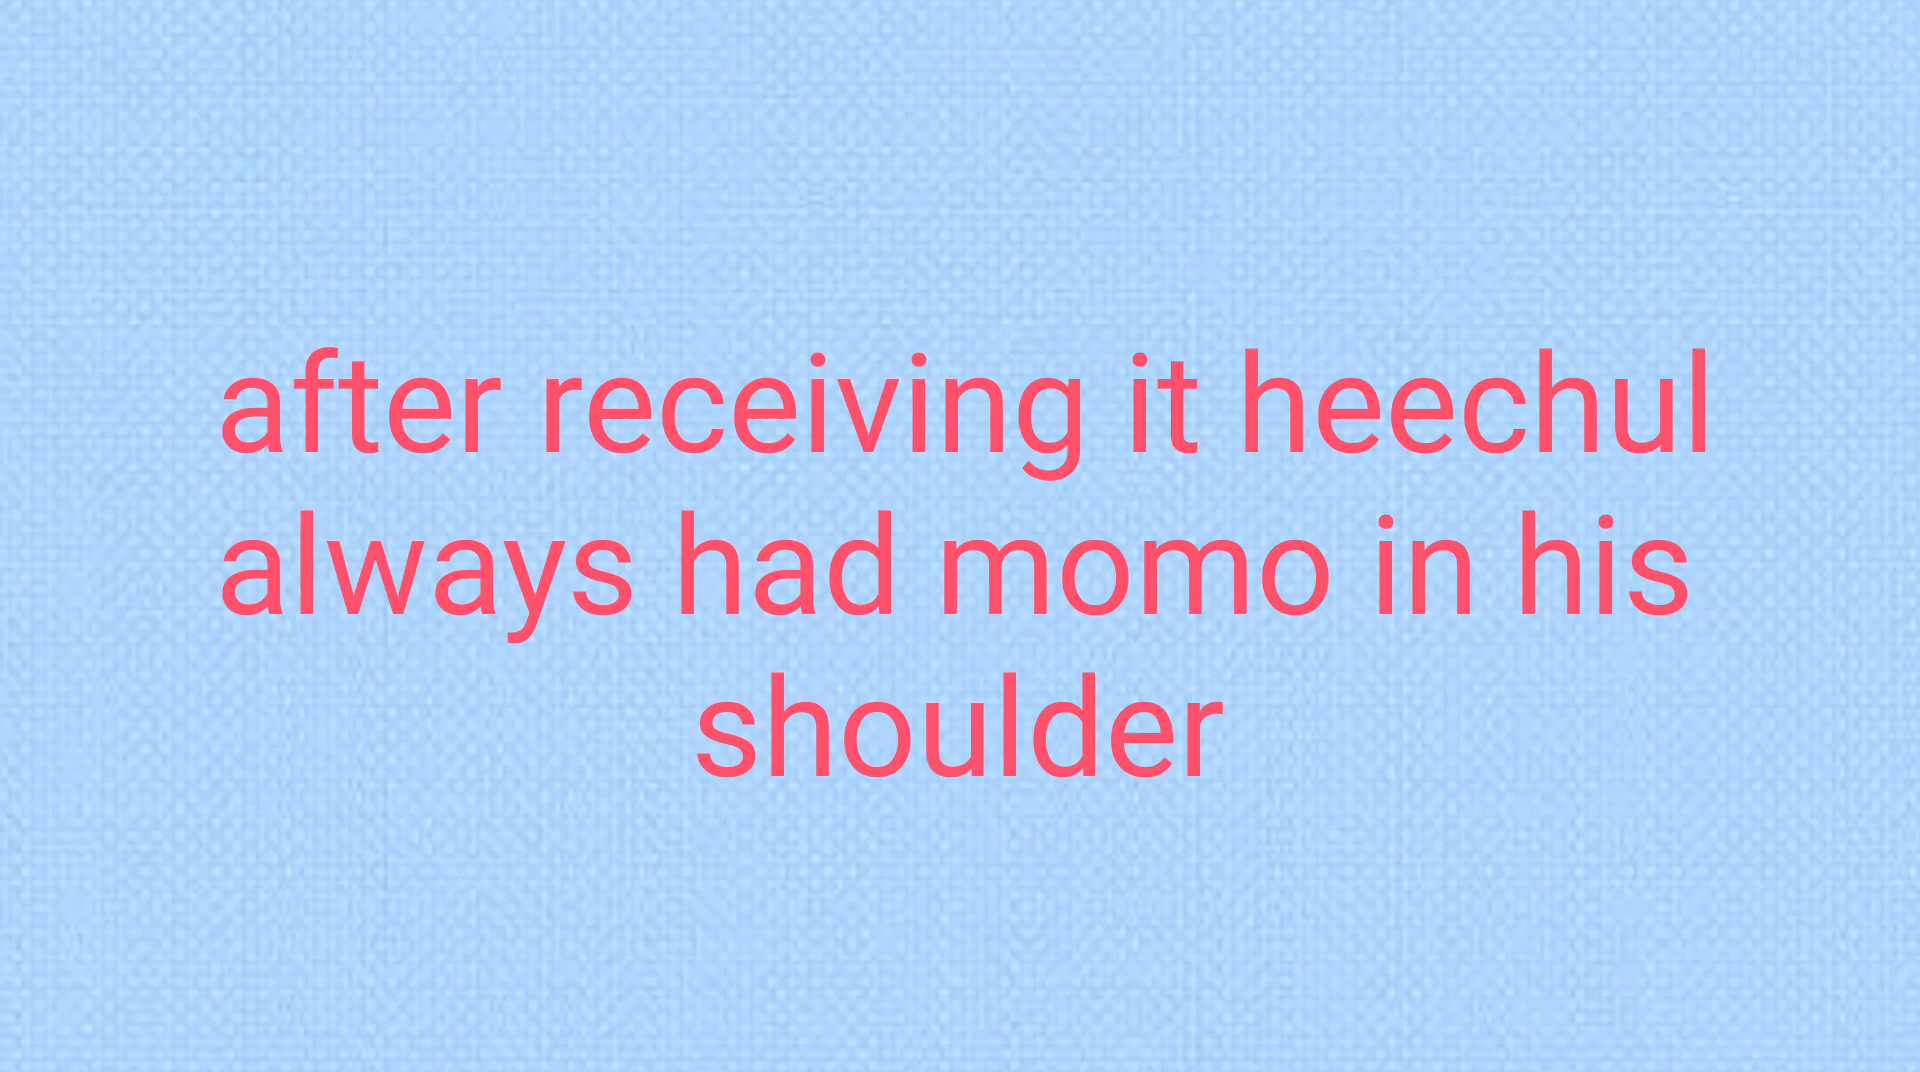 after receiving it heechul
always had momo in his
shoulder